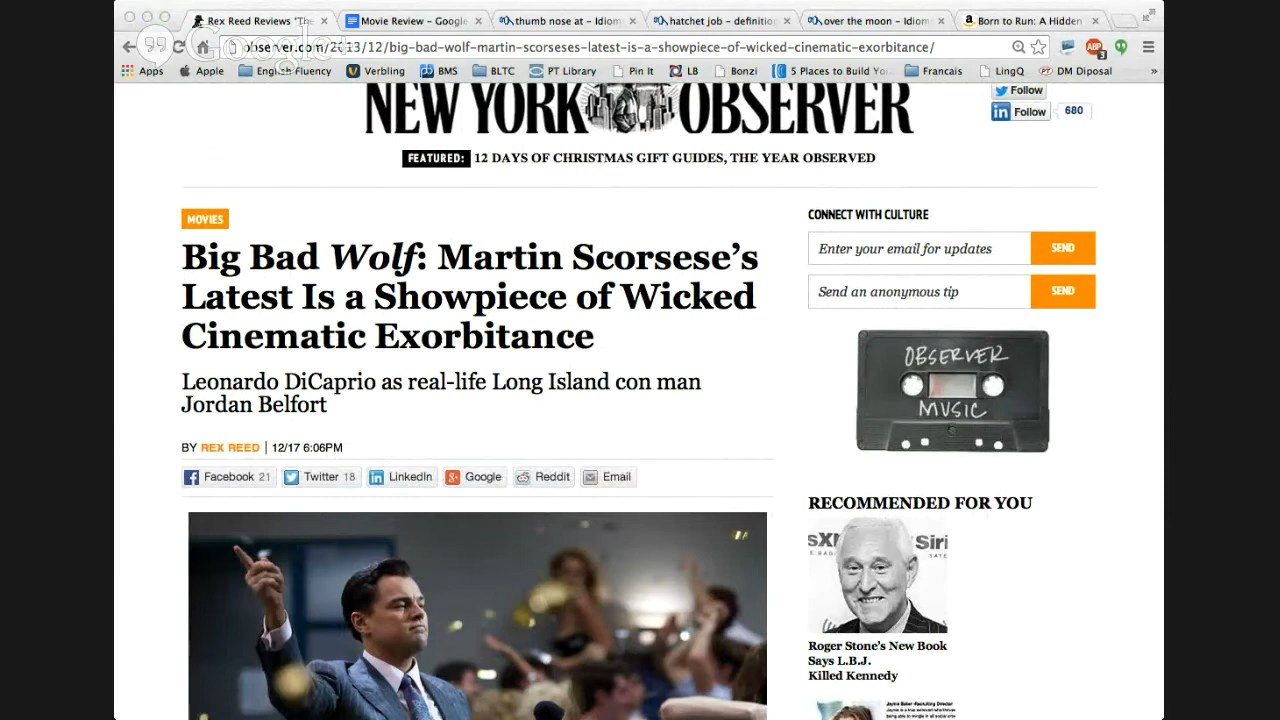 Rex Reed Reviews "The
Movie Review - Google
thumb nose at - Idiom
hatchet job - definitio
over the moon - Idiom
Born to Run: A Hidden
Google
observer.com/2013/12/big-bad-wolf-martin-scorseses-latest-is-a-showpiece-of-wicked-cinematic-exorbitance/
ABP
3
Apps Apple English Fluency Verbling BMS BLTC PT Library Pin It LB Bonzi 5 Places to Build Yo Francais LingQ DM Diposal »
NEW YORK OBSERVER
Follow
in Follow 680
FEATURED: 12 DAYS OF CHRISTMAS GIFT GUIDES, THE YEAR OBSERVED
MOVIES
Big Bad Wolf: Martin Scorsese's
Latest Is a Showpiece of Wicked
Cinematic Exorbitance
Leonardo DiCaprio as real-life Long Island con man
Jordan Belfort
BY REX REED | 12/17 6:06PM
Facebook 21 Twitter 18 LinkedIn Google Reddit Email
CONNECT WITH CULTURE
Enter your email for updates SEND
Send an anonymous tip SEND
OBSERVER
MUSIC
RECOMMENDED FOR YOU
Siri
Roger Stone's New Book
Says L.B.J.
Killed Kennedy